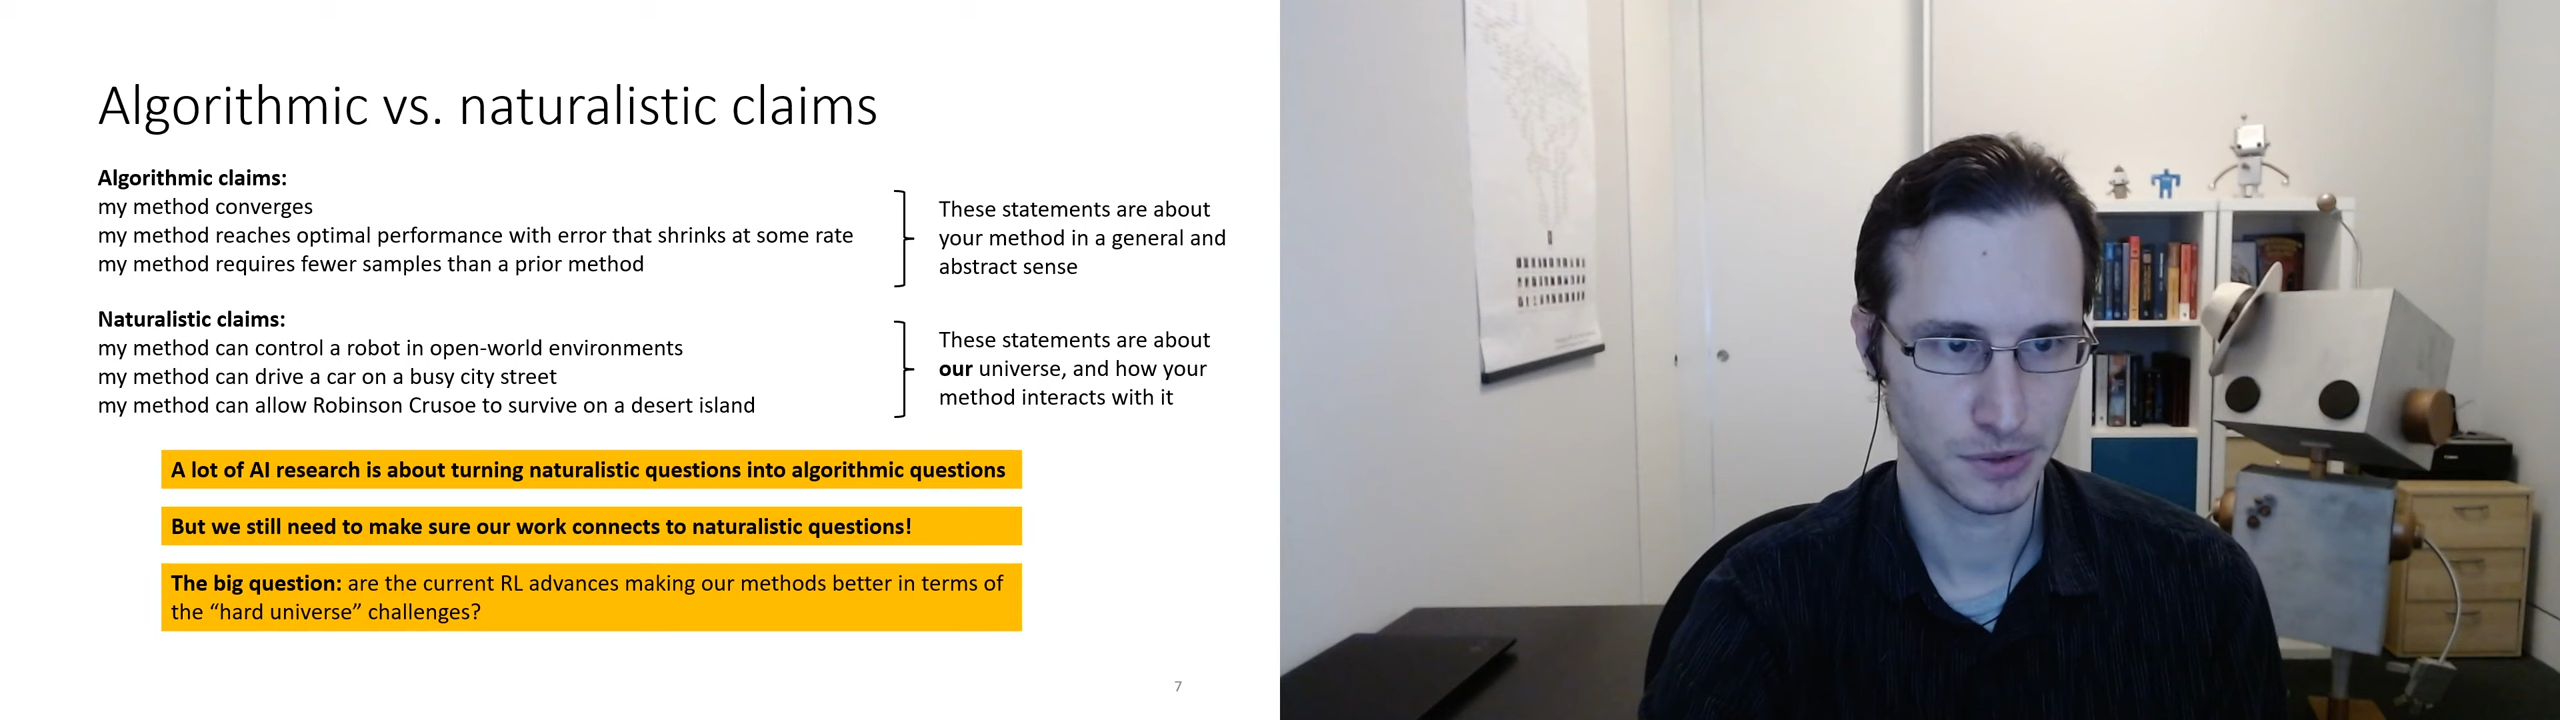 Algorithmic vs. naturalistic claims
Algorithmic claims:
my method converges
my method reaches optimal performance with error that shrinks at some rate
my method requires fewer samples than a prior method
These statements are about
your method in a general and
abstract sense
Naturalistic claims:
my method can control a robot in open-world environments
my method can drive a car on a busy city street
my method can allow Robinson Crusoe to survive on a desert island
These statements are about
our universe, and how your
method interacts with it
A lot of AI research is about turning naturalistic questions into algorithmic questions
But we still need to make sure our work connects to naturalistic questions!
The big question: are the current RL advances making our methods better in terms of
the “hard universe” challenges?
7